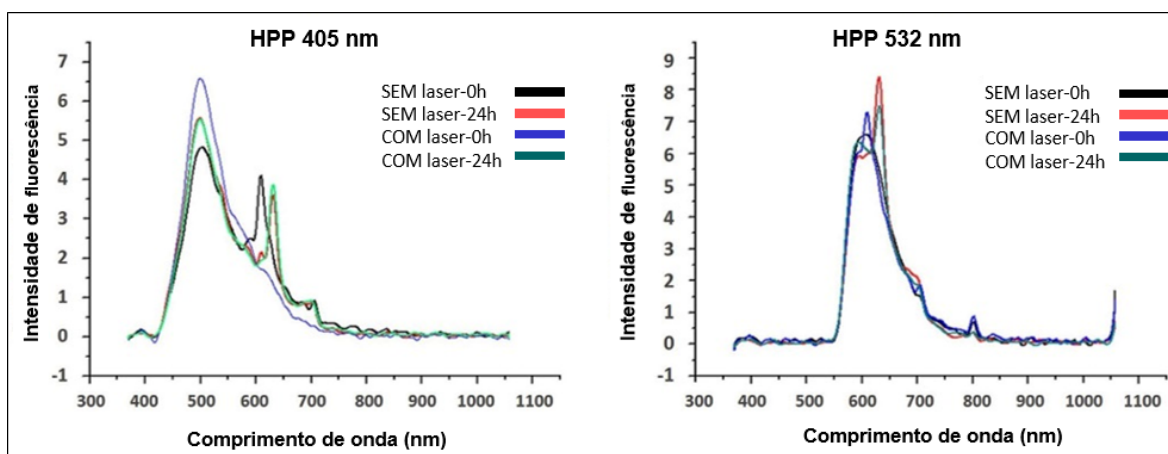 HPP 405 nm
SEM laser-0h
SEM laser-24h
COM laser-0h
COM laser-24h
Intensidade de fluorescência
7
6
5
4
3
2
1
0
-1
300 400 500 600 700 800 900 1000 1100
Comprimento de onda (nm)
HPP 532 nm
SEM laser-0h
SEM laser-24h
COM laser-0h
COM laser-24h
Intensidade de fluorescência
9
8
7
6
5
4
3
2
1
0
-1
300 400 500 600 700 800 900 1000 1100
Comprimento de onda (nm)